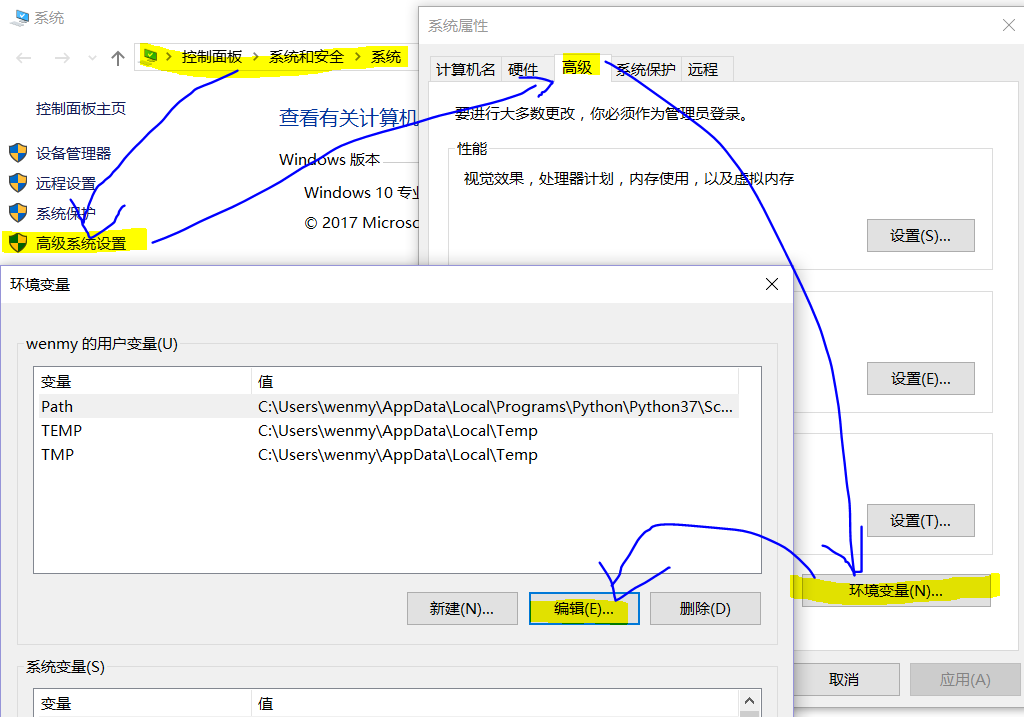 系统
控制面板 › 系统和安全 › 系统
控制面板主页
设备管理器
远程设置
系统保护
高级系统设置
查看有关计算机
Windows 版本
Windows 10 专业
© 2017 Microsc
系统属性
计算机名 硬件 高级 系统保护 远程
要进行大多数更改，你必须作为管理员登录。
性能
视觉效果，处理器计划，内存使用，以及虚拟内存
设置(S)...
设置(E)...
设置(T)...
环境变量(N)...
取消 应用(A)
环境变量
wenmy 的用户变量(U)
变量 值
Path C:\Users\wenmy\AppData\Local\Programs\Python\Python37\Sc...
TEMP C:\Users\wenmy\AppData\Local\Temp
TMP C:\Users\wenmy\AppData\Local\Temp
新建(N)... 编辑(E)... 删除(D)
系统变量(S)
变量 值